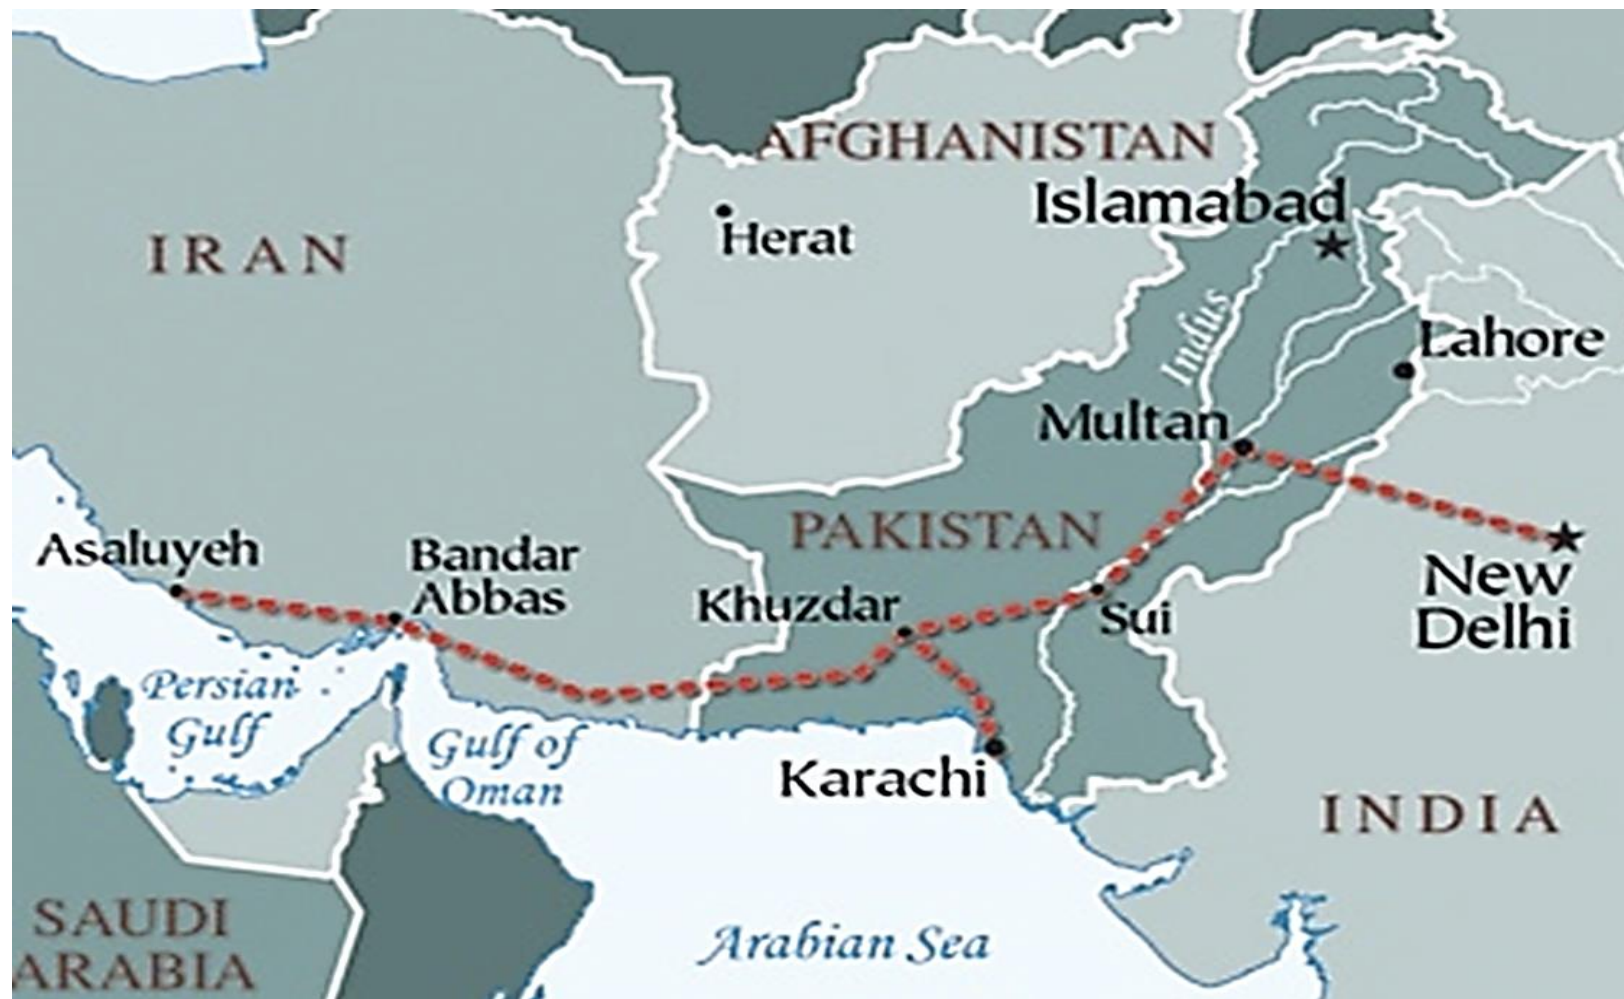 AFGHANISTAN
Islamabad
Herat
IRAN
Indus
Lahore
Multan
PAKISTAN
Asaluyeh
Bandar
Abbas
Khuzdar
Sui
New
Delhi
Persian
Gulf
Gulf of
Oman
Karachi
INDIA
SAUDI
ARABIA
Arabian Sea